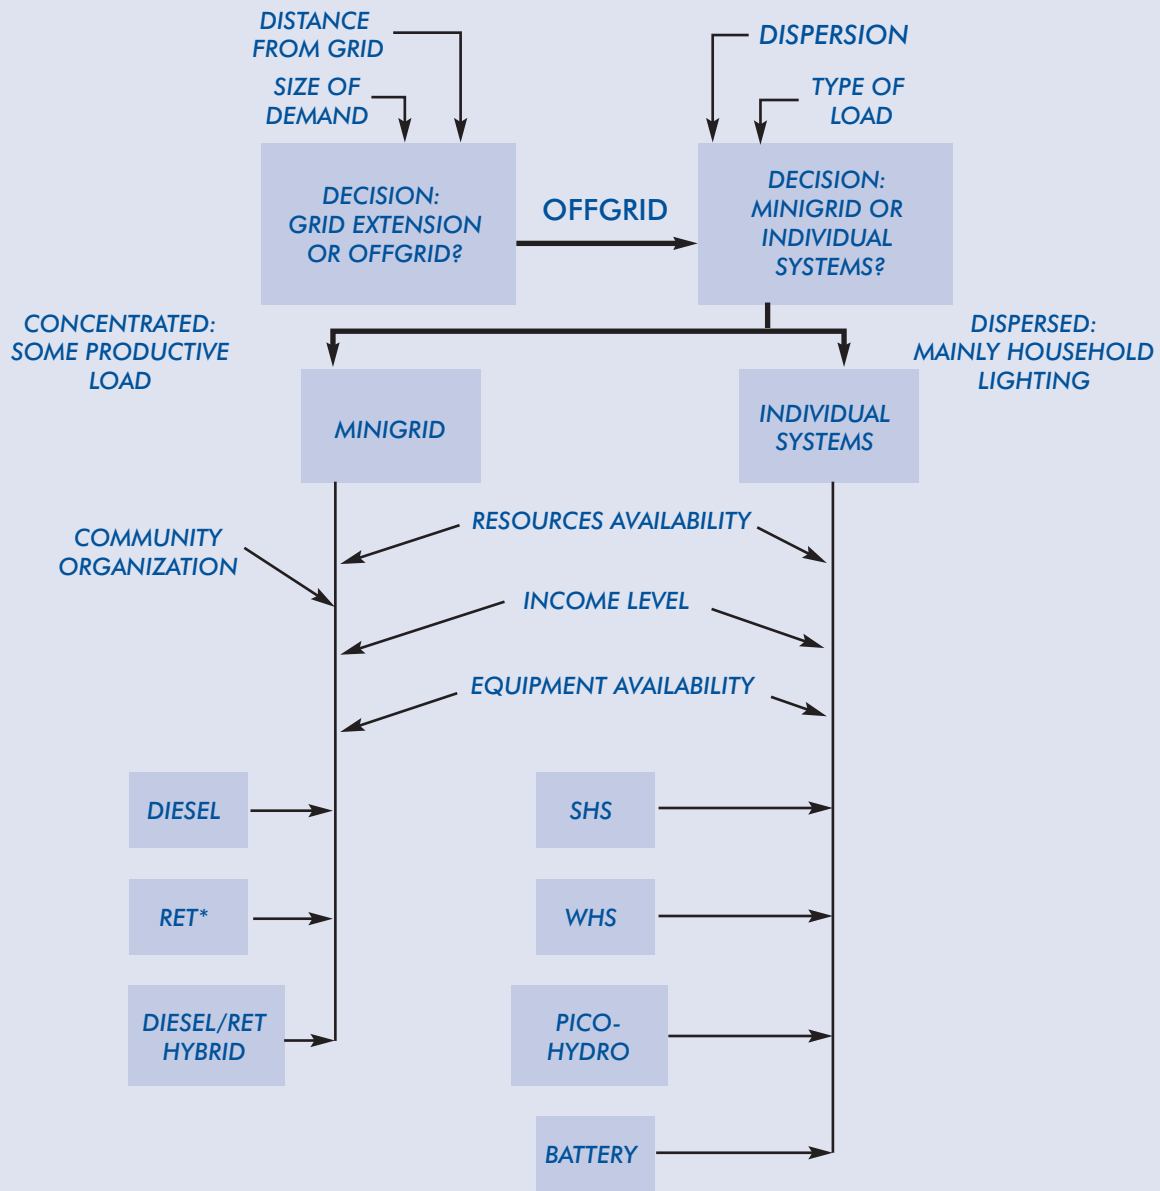 DISTANCE
FROM GRID
DISPERSION
SIZE OF
DEMAND
TYPE OF
LOAD
DECISION:
GRID EXTENSION
OR OFFGRID?
OFFGRID
DECISION:
MINIGRID OR
INDIVIDUAL
SYSTEMS?
CONCENTRATED:
SOME PRODUCTIVE
LOAD
DISPERSED:
MAINLY HOUSEHOLD
LIGHTING
MINIGRID
INDIVIDUAL
SYSTEMS
COMMUNITY
ORGANIZATION
RESOURCES AVAILABILITY
INCOME LEVEL
EQUIPMENT AVAILABILITY
DIESEL
SHS
RET*
WHS
DIESEL/RET
HYBRID
PICO-
HYDRO
BATTERY